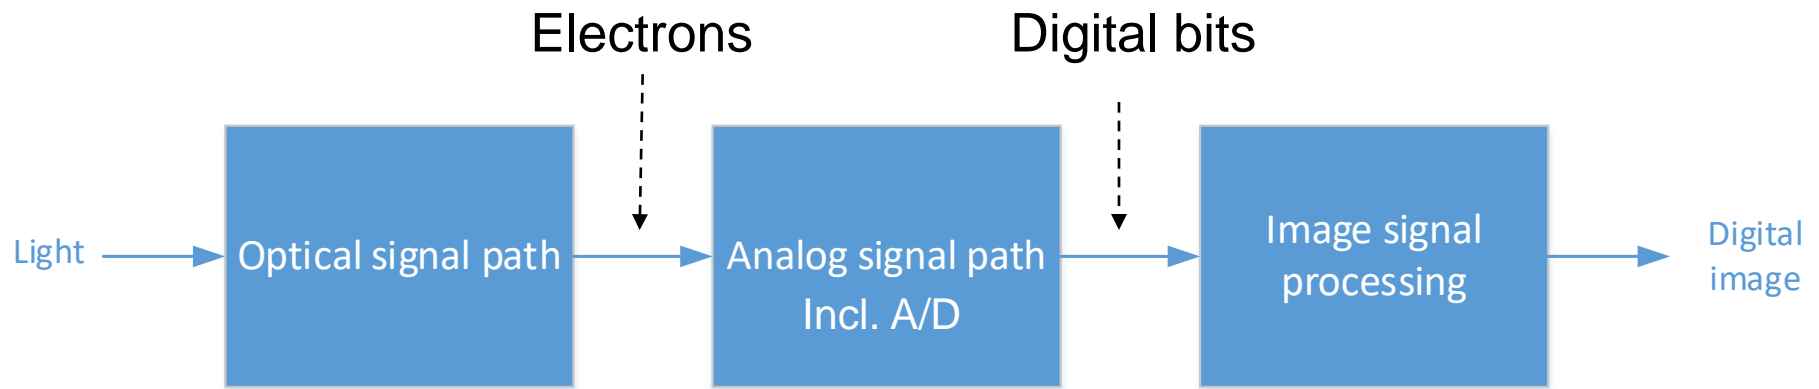 Electrons
Digital bits
Light
Optical signal path
Analog signal path
Incl. A/D
Image signal
processing
Digital
image